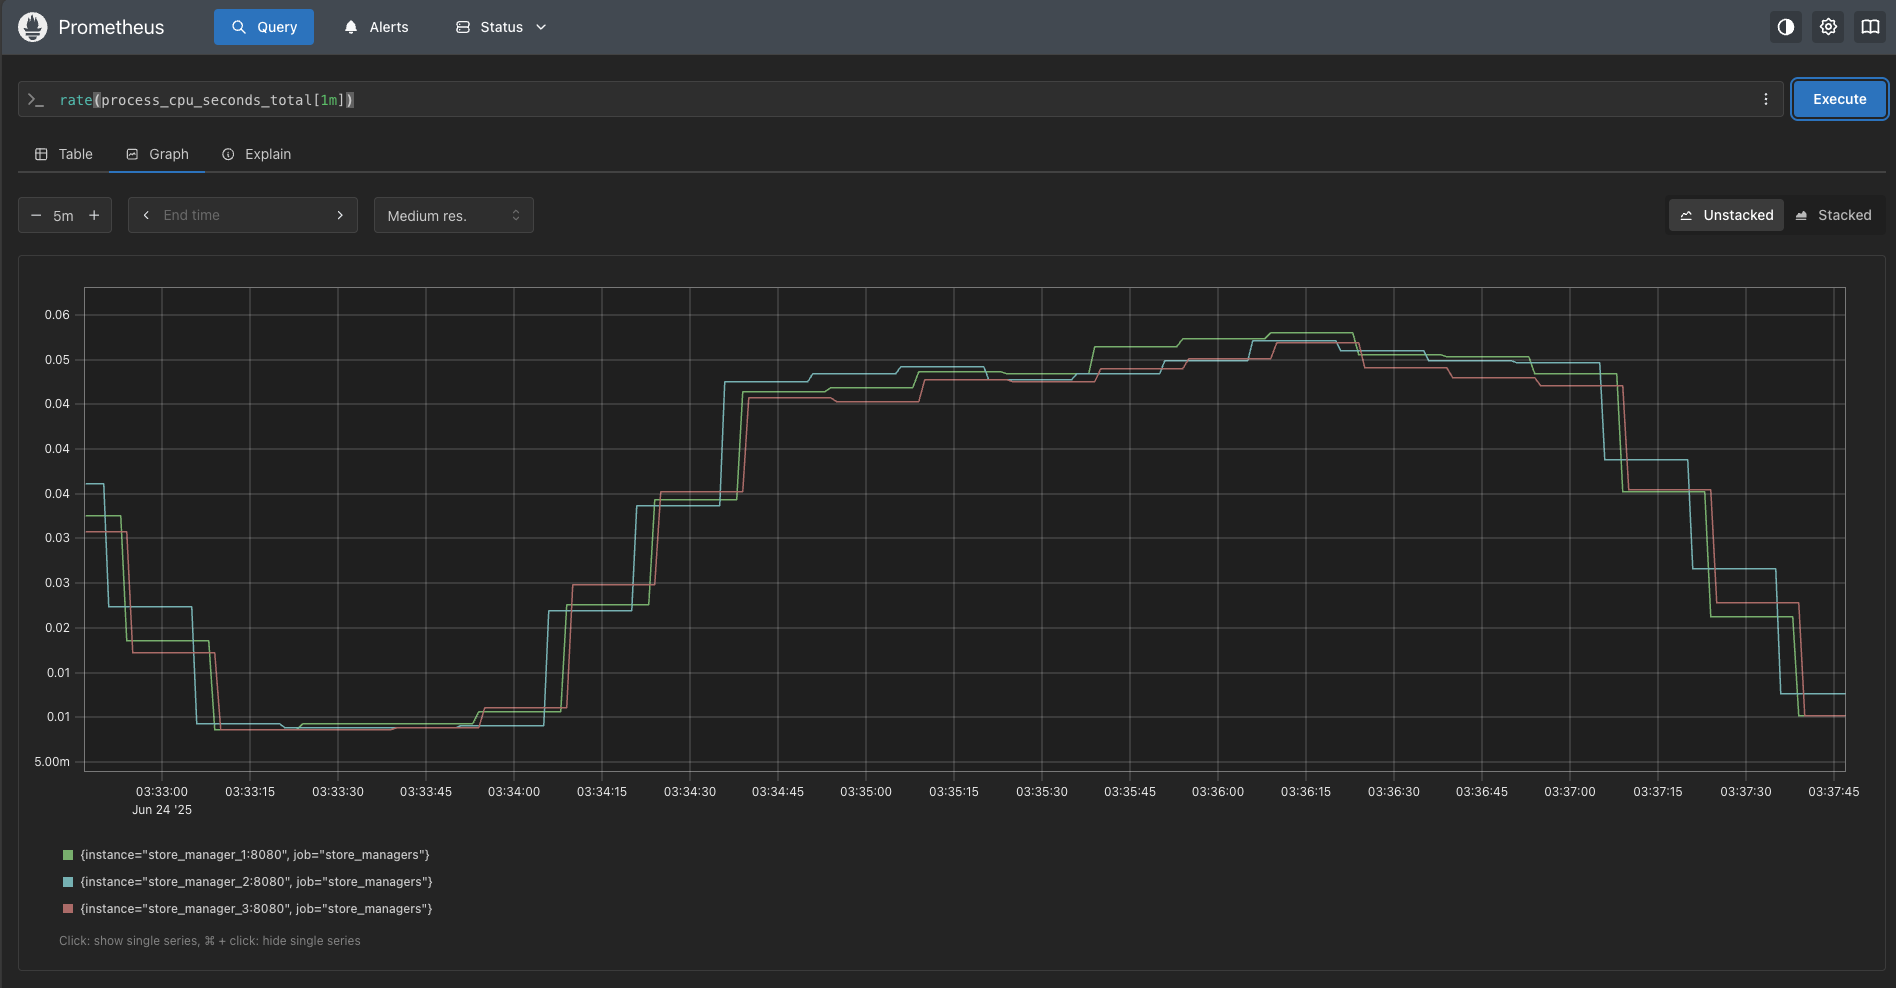 Prometheus Query Alerts Status
rate(process_cpu_seconds_total[1m])
Execute
Table Graph Explain
5m End time Medium res. Unstacked Stacked
0.06
0.05
0.04
0.04
0.04
0.03
0.03
0.02
0.01
0.01
5.00m
03:33:00 03:33:15 03:33:30 03:33:45 03:34:00 03:34:15 03:34:30 03:34:45 03:35:00 03:35:15 03:35:30 03:35:45 03:36:00 03:36:15 03:36:30 03:36:45 03:37:00 03:37:15 03:37:30 03:37:45
Jun 24 '25
{instance="store_manager_1:8080", job="store_managers"}
{instance="store_manager_2:8080", job="store_managers"}
{instance="store_manager_3:8080", job="store_managers"}
Click: show single series, ⌘ + click: hide single series